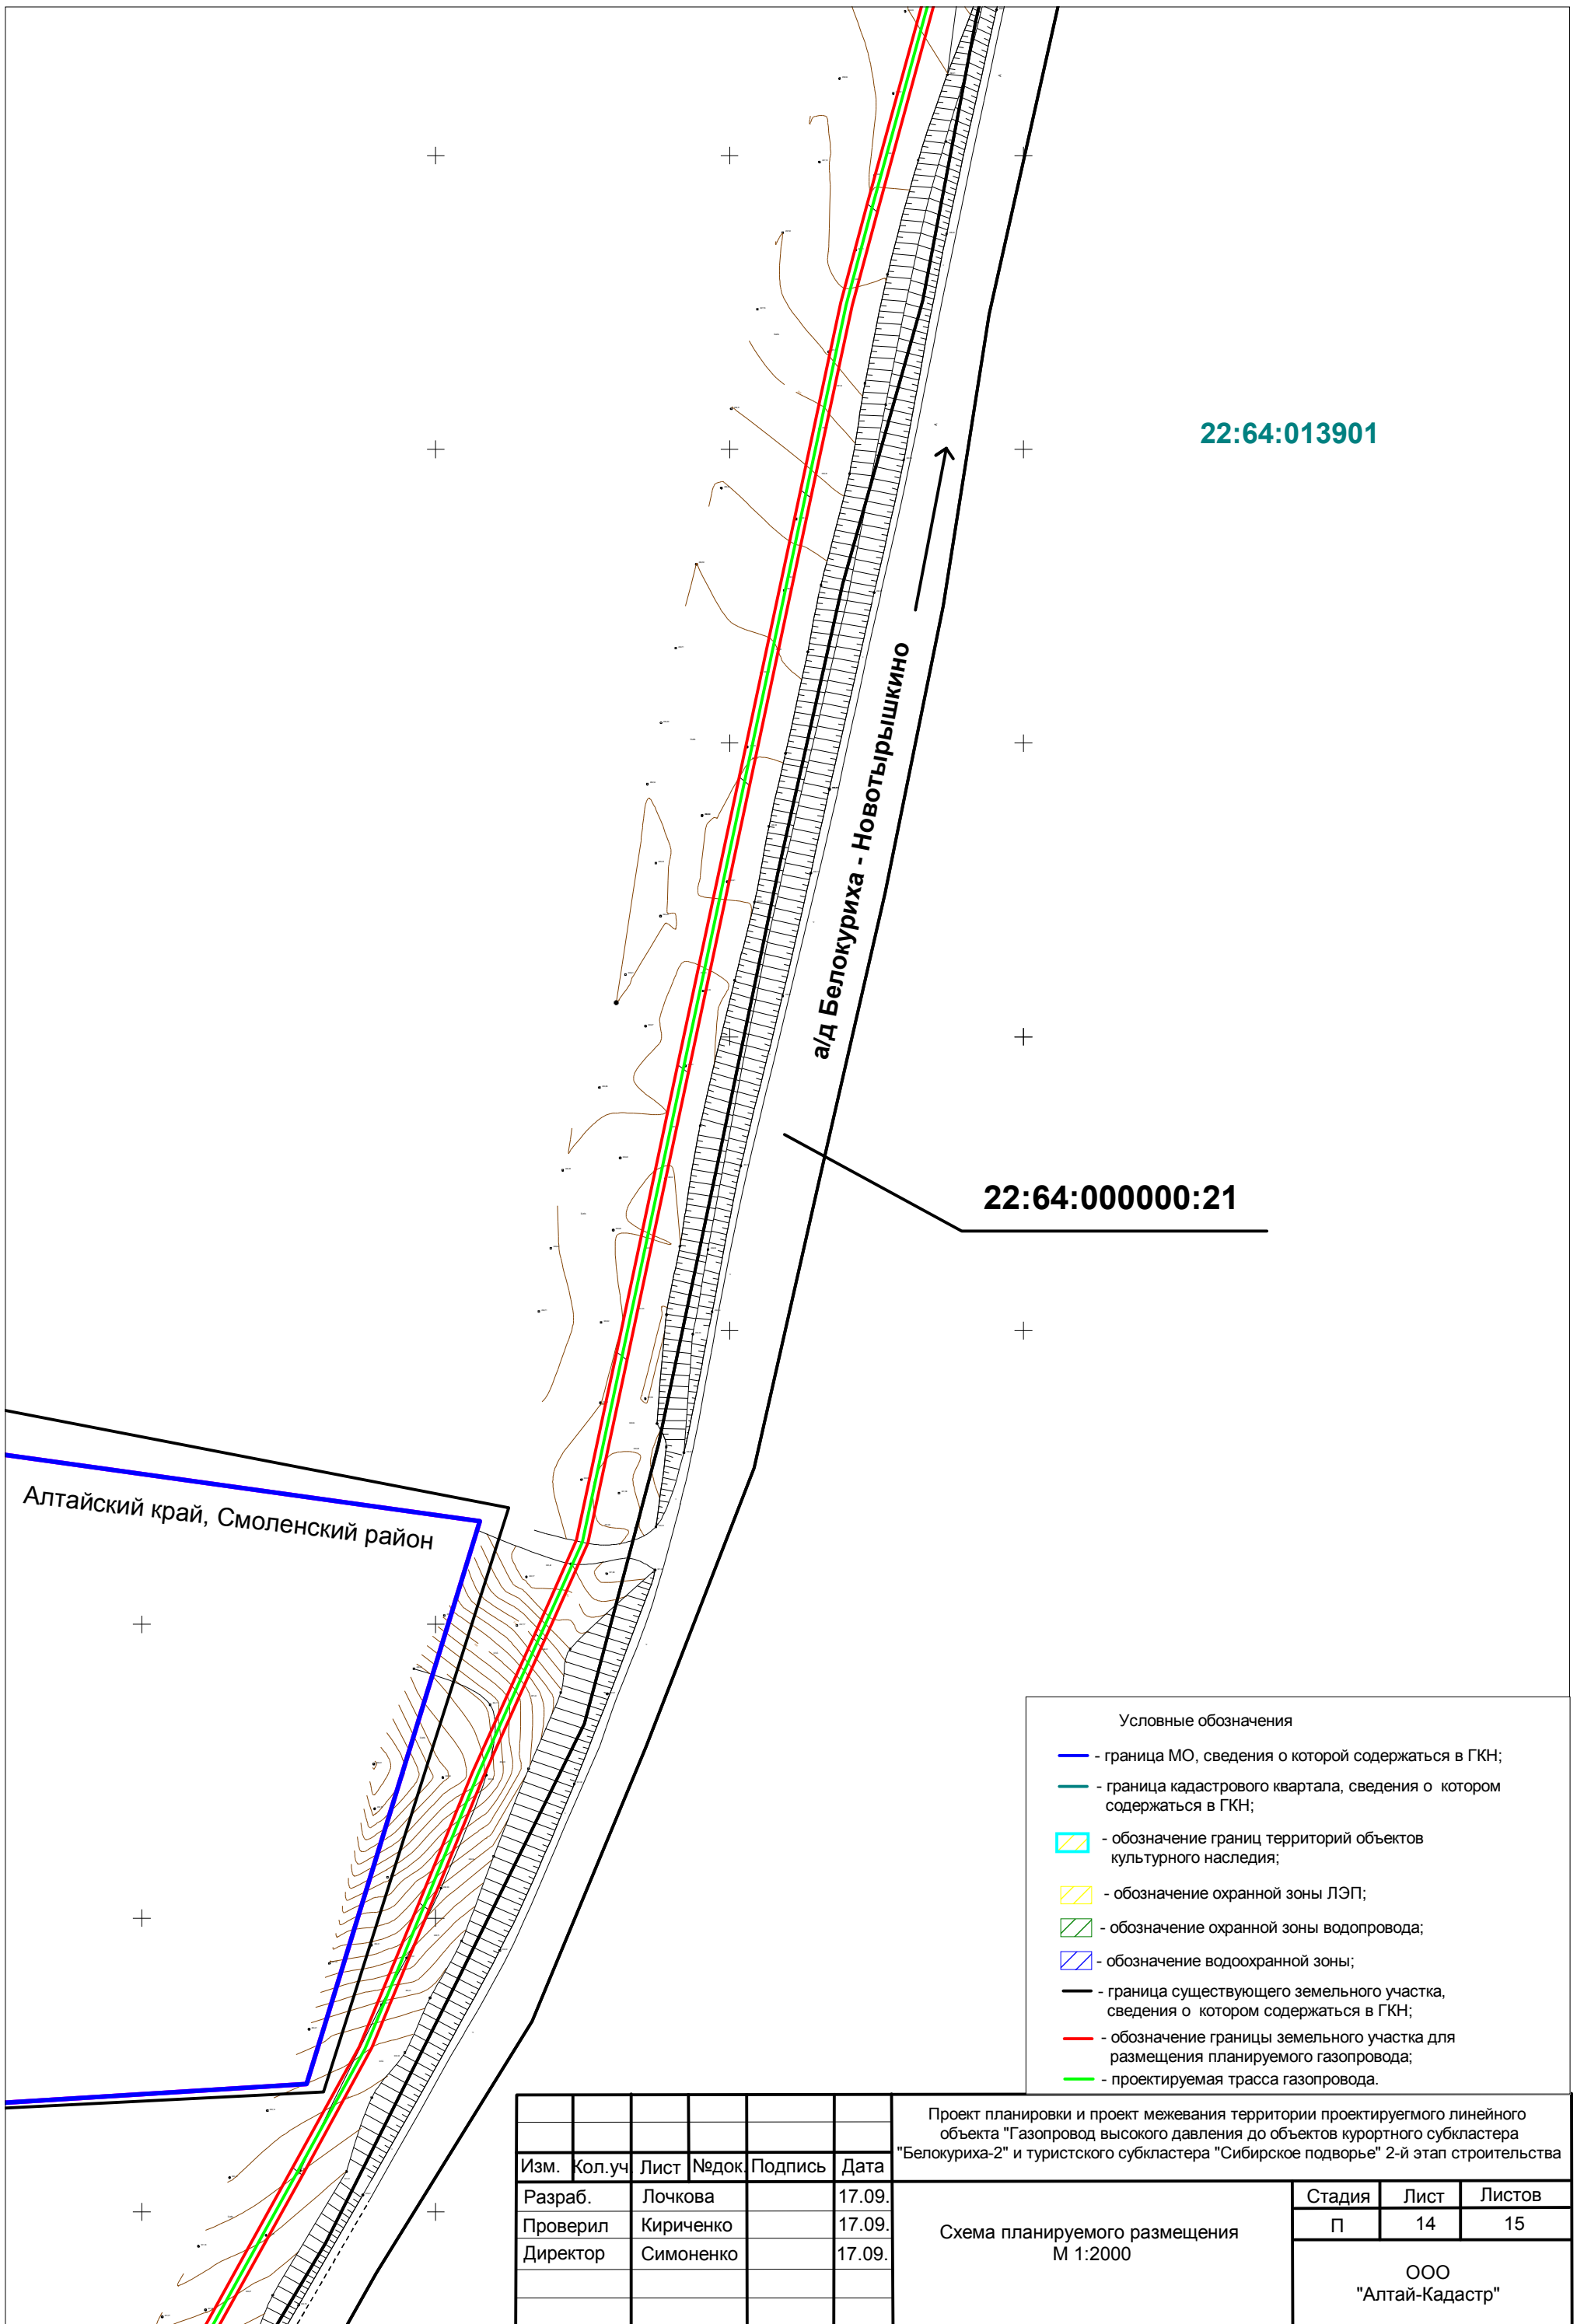 22:64:013901
а/д Белокуриха - Новотырышкино
22:64:000000:21
Алтайский край, Смоленский район
Условные обозначения
- граница МО, сведения о которой содержаться в ГКН;
- граница кадастрового квартала, сведения о котором
содержаться в ГКН;
- обозначение границ территорий объектов
культурного наследия;
- обозначение охранной зоны ЛЭП;
- обозначение охранной зоны водопровода;
- обозначение водоохранной зоны;
- граница существующего земельного участка,
сведения о котором содержаться в ГКН;
- обозначение границы земельного участка для
размещения планируемого газопровода;
- проектируемая трасса газопровода.
Проект планировки и проект межевания территории проектируегмого линейного
объекта "Газопровод высокого давления до объектов курортного субкластера
"Белокуриха-2" и туристского субкластера "Сибирское подворье" 2-й этап строительства
Изм. Кол.уч Лист №док. Подпись Дата
Разраб. Лочкова 17.09.
Проверил Кириченко 17.09.
Директор Симоненко 17.09.
Схема планируемого размещения
М 1:2000
Стадия Лист Листов
П 14 15
ООО
"Алтай-Кадастр"